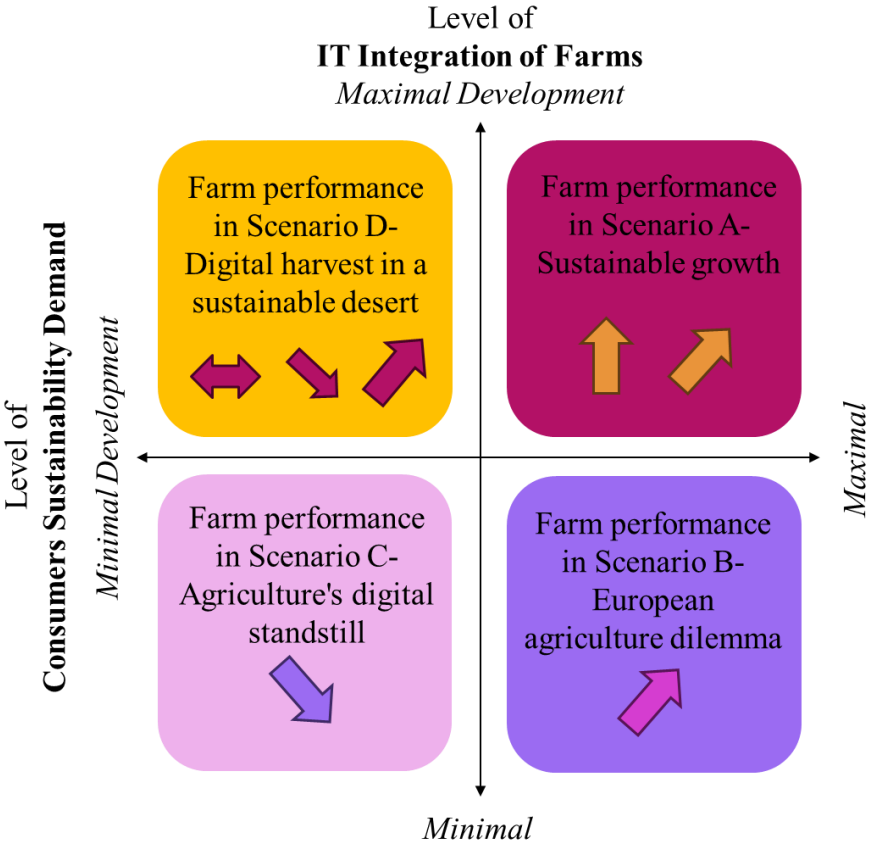 Level of
IT Integration of Farms
Maximal Development
Farm performance
in Scenario D-
Digital harvest in a
sustainable desert
Farm performance
in Scenario A-
Sustainable growth
Level of
Consumers Sustainability Demand
Minimal Development
Maximal
Farm performance
in Scenario C-
Agriculture's digital
standstill
Farm performance
in Scenario B-
European
agriculture dilemma
Minimal